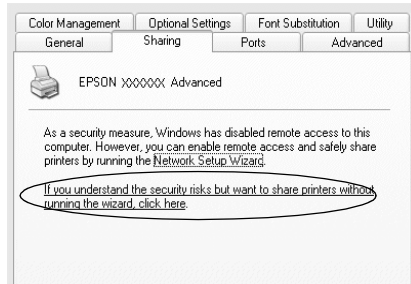 Color Management
Optional Settings
Font Substitution
Utility
General
Sharing
Ports
Advanced
EPSON XXXXXX Advanced
As a security measure, Windows has disabled remote access to this
computer. However, you can enable remote access and safely share
printers by running the Network Setup Wizard.
If you understand the security risks but want to share printers without
running the wizard, click here.